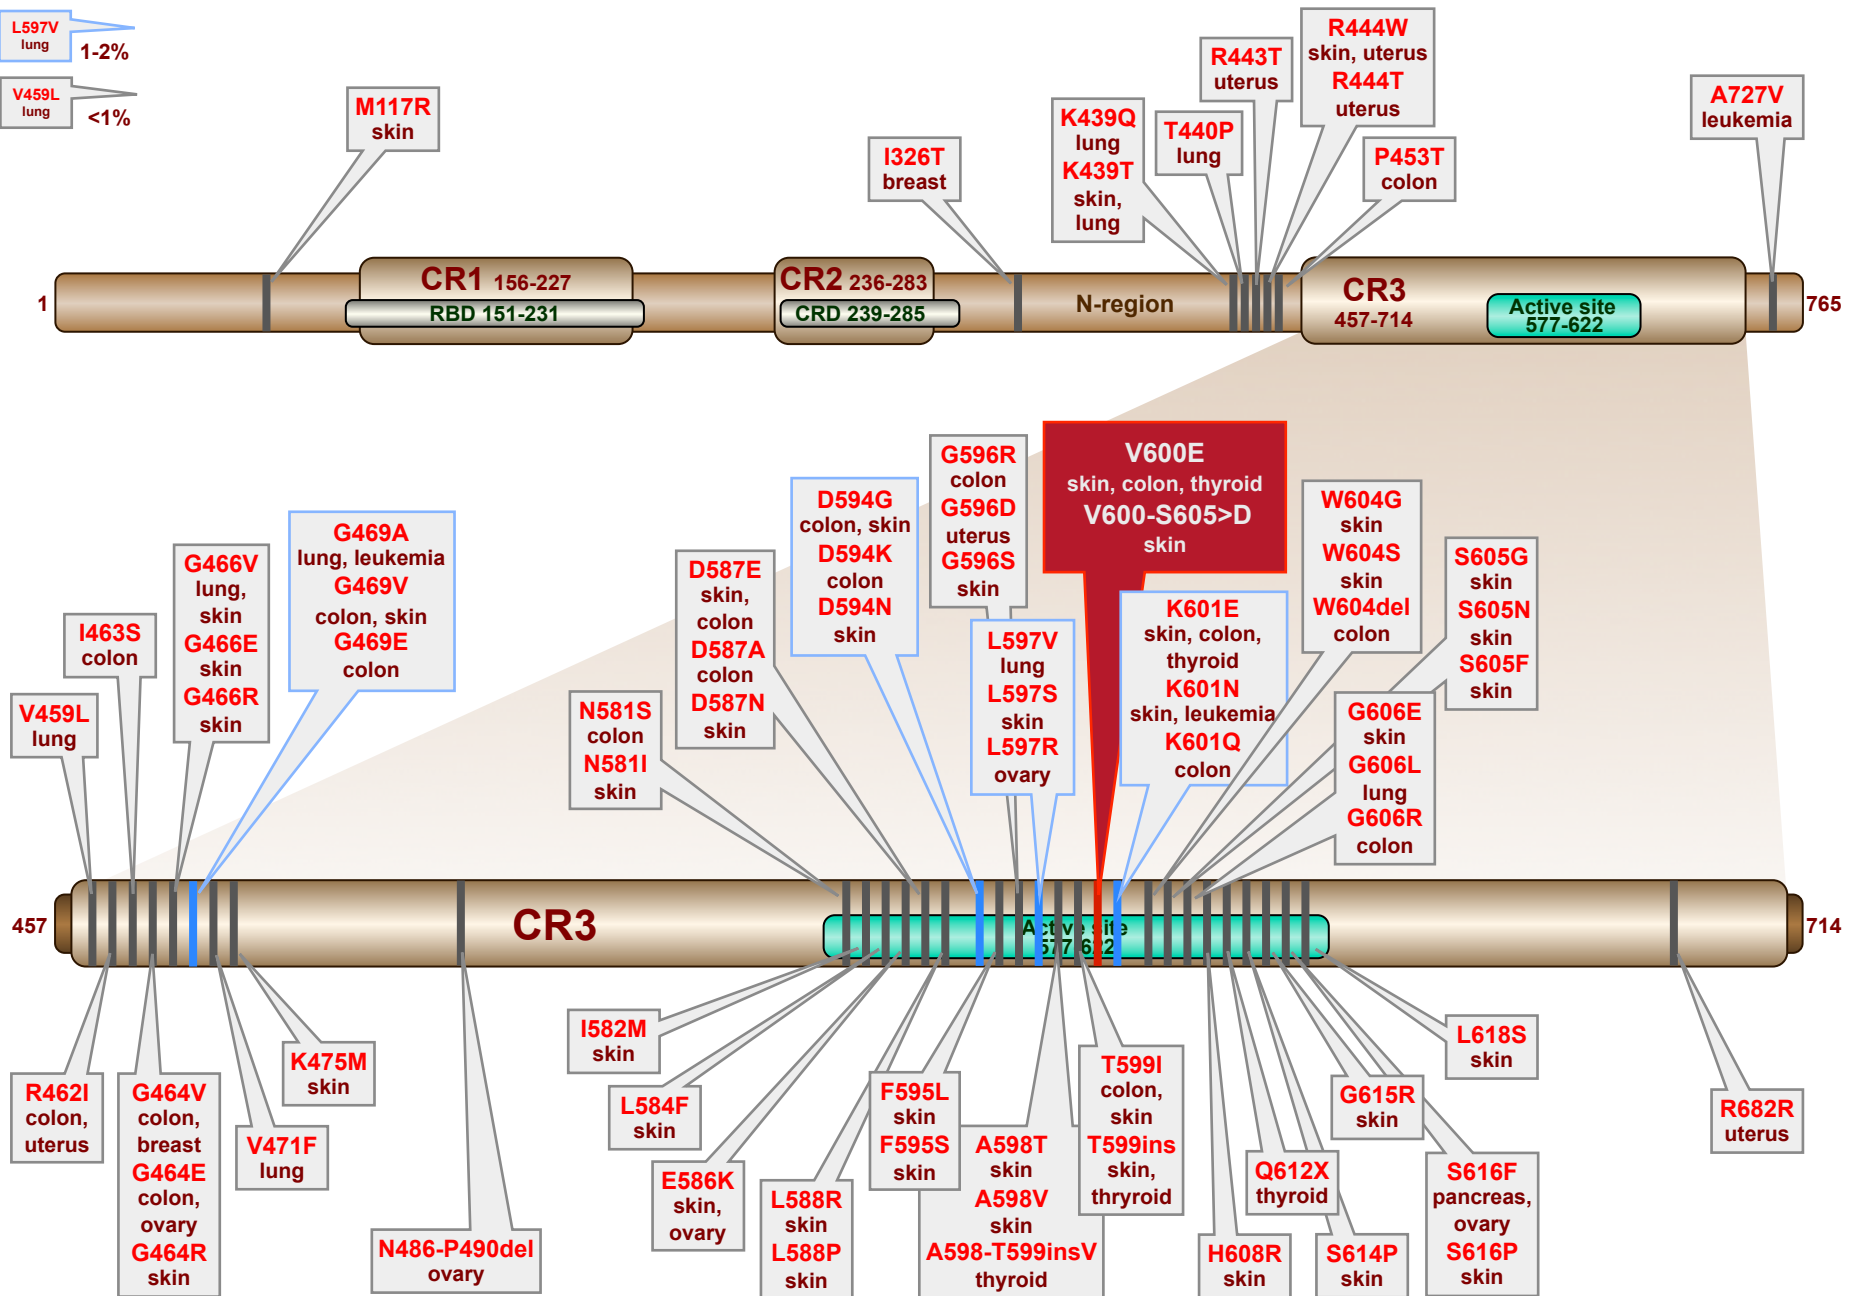 L597V
lung
1-2%
V459L
lung
<1%
M117R
skin
I326T
breast
K439Q
lung
K439T
skin,
lung
T440P
lung
R443T
uterus
R444W
skin, uterus
R444T
uterus
P453T
colon
A727V
leukemia
1
CR1 156-227
RBD 151-231
CR2 236-283
CRD 239-285
N-region
CR3
457-714
Active site
577-622
765
V459L
lung
I463S
colon
G466V
lung,
skin
G466E
skin
G466R
skin
G469A
lung, leukemia
G469V
colon, skin
G469E
colon
N581S
colon
N581I
skin
D587E
skin,
colon
D587A
colon
D587N
skin
D594G
colon, skin
D594K
colon
D594N
skin
G596R
colon
G596D
uterus
G596S
skin
L597V
lung
L597S
skin
L597R
ovary
V600E
skin, colon, thyroid
V600-S605>D
skin
K601E
skin, colon,
thyroid
K601N
skin, leukemia
K601Q
colon
W604G
skin
W604S
skin
W604del
colon
S605G
skin
S605N
skin
S605F
skin
G606E
skin
G606L
lung
G606R
colon
457
CR3
Active site
577-622
714
R462I
colon,
uterus
G464V
colon,
breast
G464E
colon,
ovary
G464R
skin
V471F
lung
K475M
skin
N486-P490del
ovary
I582M
skin
L584F
skin
E586K
skin,
ovary
L588R
skin
L588P
skin
F595L
skin
F595S
skin
A598T
skin
A598V
skin
A598-T599insV
thyroid
T599I
colon,
skin
T599ins
skin,
thryroid
H608R
skin
Q612X
thyroid
S614P
skin
G615R
skin
S616F
pancreas,
ovary
S616P
skin
L618S
skin
R682R
uterus